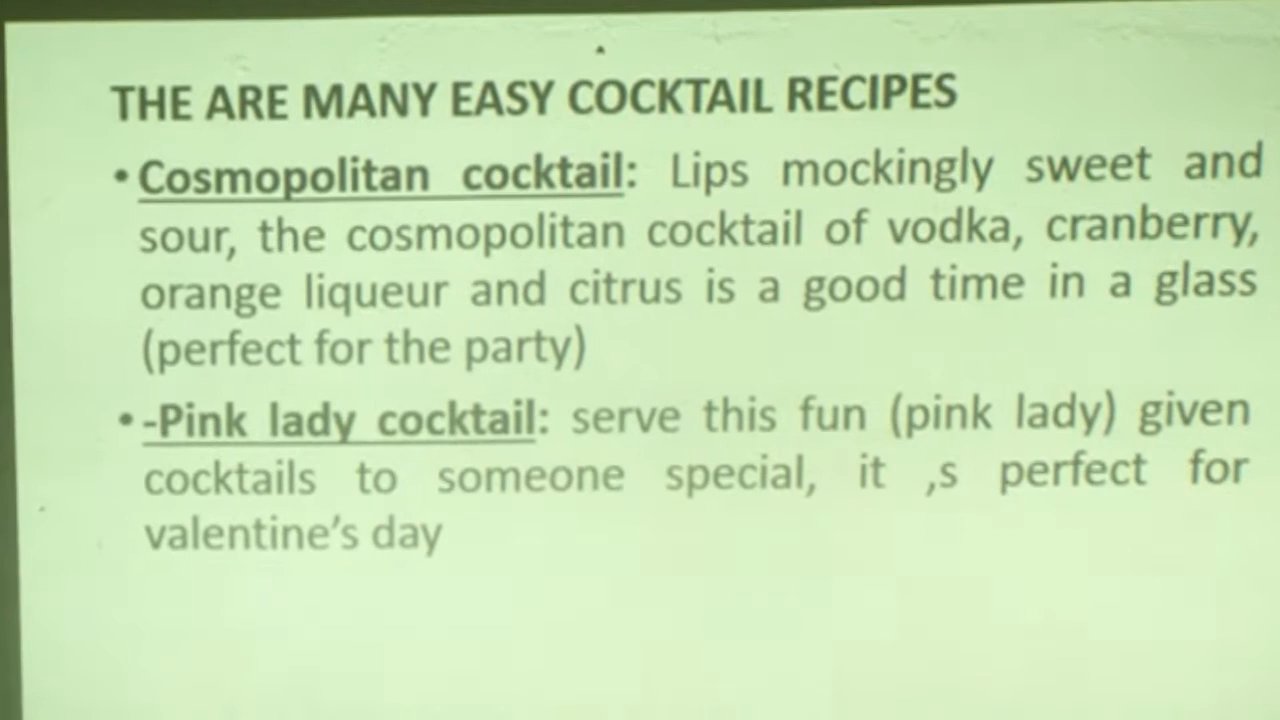 THE ARE MANY EASY COCKTAIL RECIPES
• Cosmopolitan cocktail: Lips mockingly sweet and
sour, the cosmopolitan cocktail of vodka, cranberry,
orange liqueur and citrus is a good time in a glass
(perfect for the party)
• -Pink lady cocktail: serve this fun (pink lady) given
cocktails to someone special, it ,s perfect for
valentine’s day